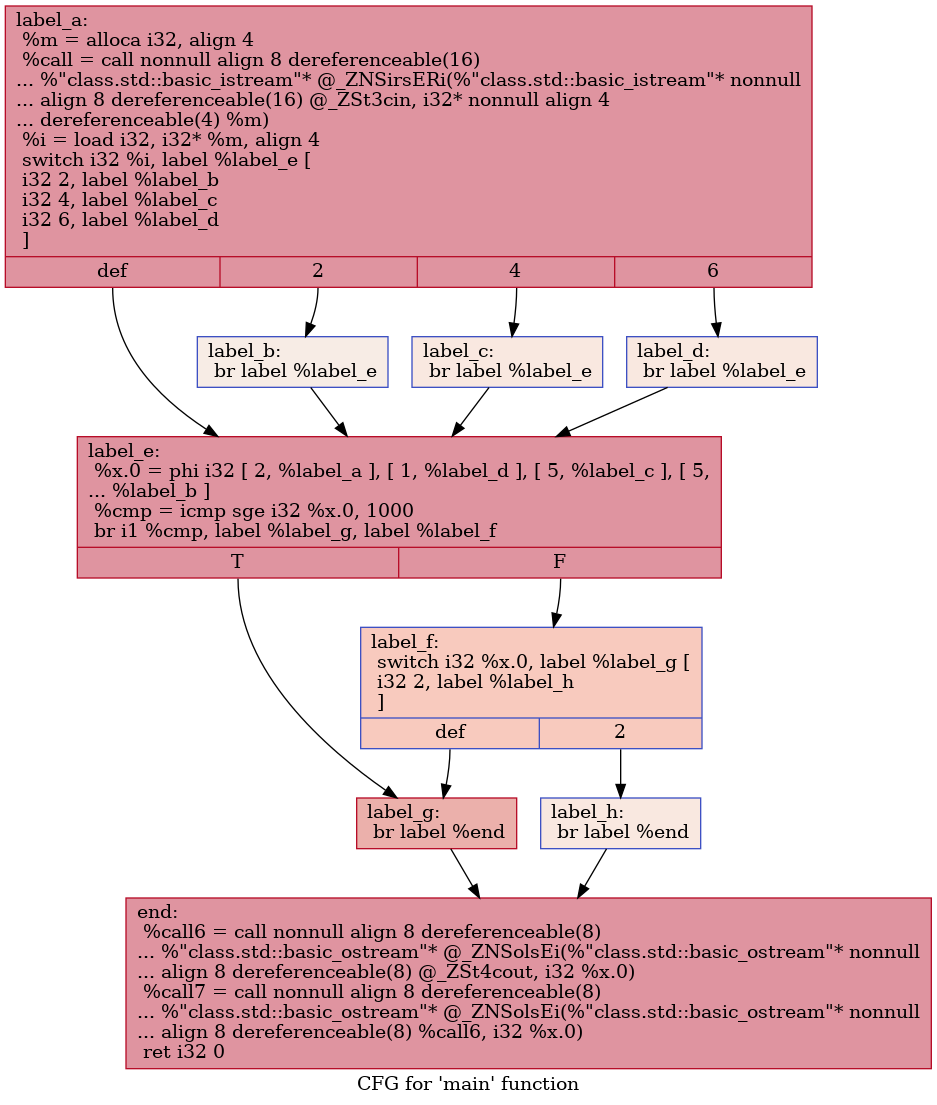 label_a:
%m = alloca i32, align 4
%call = call nonnull align 8 dereferenceable(16)
... %"class.std::basic_istream"* @_ZNSirsERi(%"class.std::basic_istream"* nonnull
... align 8 dereferenceable(16) @_ZSt3cin, i32* nonnull align 4
... dereferenceable(4) %m)
%i = load i32, i32* %m, align 4
switch i32 %i, label %label_e [
i32 2, label %label_b
i32 4, label %label_c
i32 6, label %label_d
]
def 2 4 6
label_b:
br label %label_e
label_c:
br label %label_e
label_d:
br label %label_e
label_e:
%x.0 = phi i32 [ 2, %label_a ], [ 1, %label_d ], [ 5, %label_c ], [ 5,
... %label_b ]
%cmp = icmp sge i32 %x.0, 1000
br i1 %cmp, label %label_g, label %label_f
T F
label_f:
switch i32 %x.0, label %label_g [
i32 2, label %label_h
]
def 2
label_g:
br label %end
label_h:
br label %end
end:
%call6 = call nonnull align 8 dereferenceable(8)
... %"class.std::basic_ostream"* @_ZNSolsEi(%"class.std::basic_ostream"* nonnull
... align 8 dereferenceable(8) @_ZSt4cout, i32 %x.0)
%call7 = call nonnull align 8 dereferenceable(8)
... %"class.std::basic_ostream"* @_ZNSolsEi(%"class.std::basic_ostream"* nonnull
... align 8 dereferenceable(8) %call6, i32 %x.0)
ret i32 0
CFG for 'main' function